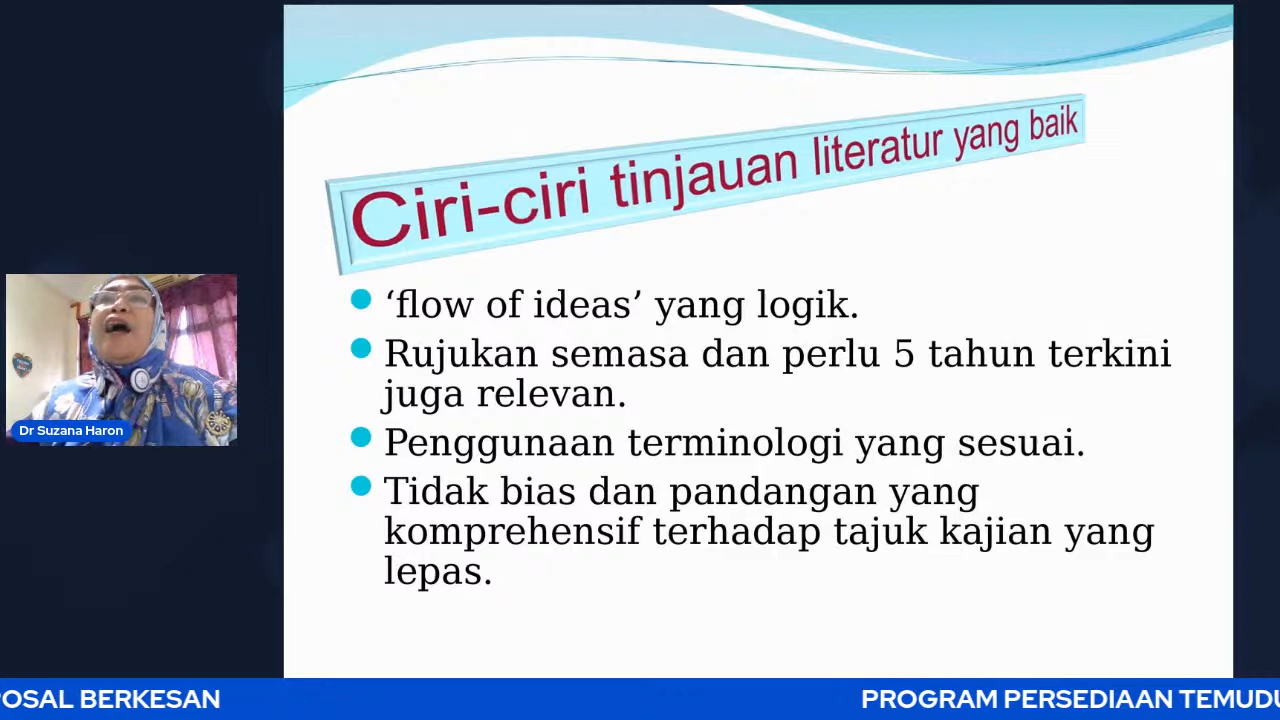 Ciri-ciri tinjauan literatur yang baik
‘flow of ideas’ yang logik.
Rujukan semasa dan perlu 5 tahun terkini
juga relevan.
Penggunaan terminologi yang sesuai.
Tidak bias dan pandangan yang
komprehensif terhadap tajuk kajian yang
lepas.
Dr Suzana Haron
OSAL BERKESAN
PROGRAM PERSEDIAAN TEMUDU